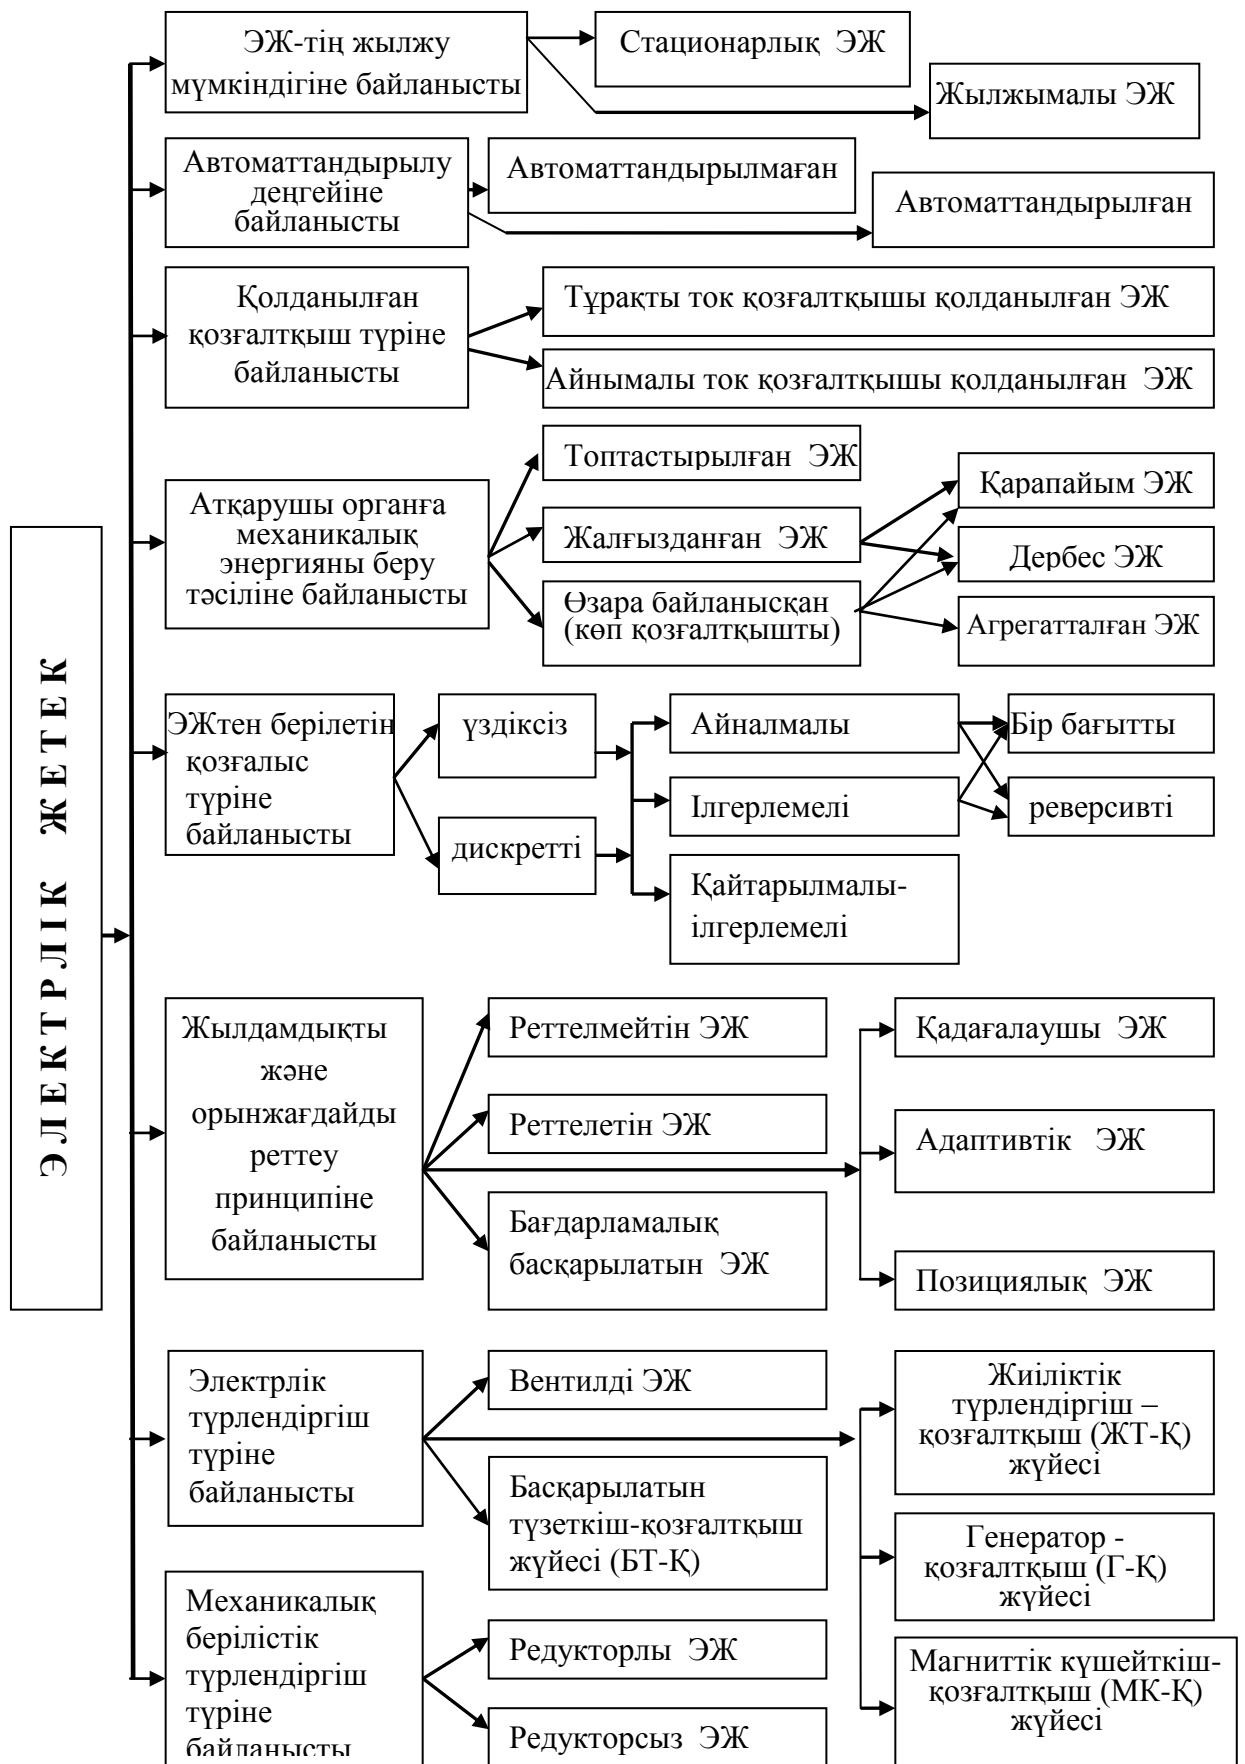 ЭЖ-тің жылжу
мүмкіндігіне байланысты
Стационарлық ЭЖ
Жылжымалы ЭЖ
Автоматтандырылу
деңгейіне
байланысты
Автоматтандырылмаған
Автоматтандырылған
Қолданылған
қозғалтқыш түріне
байланысты
Тұрақты ток қозғалтқышы қолданылған ЭЖ
Айнымалы ток қозғалтқышы қолданылған ЭЖ
Атқарушы органға
механикалық
энергияны беру
тәсіліне байланысты
Топтастырылған ЭЖ
Жалғызданған ЭЖ
Өзара байланысқан
(көп қозғалтқышты)
Қарапайым ЭЖ
Дербес ЭЖ
Агрегатталған ЭЖ
ЭЛЕКТРЛІК ЖЕТЕК
ЭЖтен берілетін
қозғалыс
түріне
байланысты
үздіксіз
дискретті
Айналмалы
Ілгерлемелі
Қайтарылмалы-
ілгерлемелі
Бір бағытты
реверсивті
Жылдамдықты
және
орынжағдайды
реттеу
принципіне
байланысты
Реттелмейтін ЭЖ
Реттелетін ЭЖ
Бағдарламалық
басқарылатын ЭЖ
Қадағалаушы ЭЖ
Адаптивтік ЭЖ
Позициялық ЭЖ
Электрлік
түрлендіргіш
түріне
байланысты
Вентилді ЭЖ
Басқарылатын
түзеткіш-қозғалтқыш
жүйесі (БТ-Қ)
Жиіліктік
түрлендіргіш –
қозғалтқыш (ЖТ-Қ)
жүйесі
Генератор -
қозғалтқыш (Г-Қ)
жүйесі
Магниттік күшейткіш-
қозғалтқыш (МК-Қ)
жүйесі
Механикалық
берілістік
түрлендіргіш
түріне
байланысты
Редукторлы ЭЖ
Редукторсыз ЭЖ